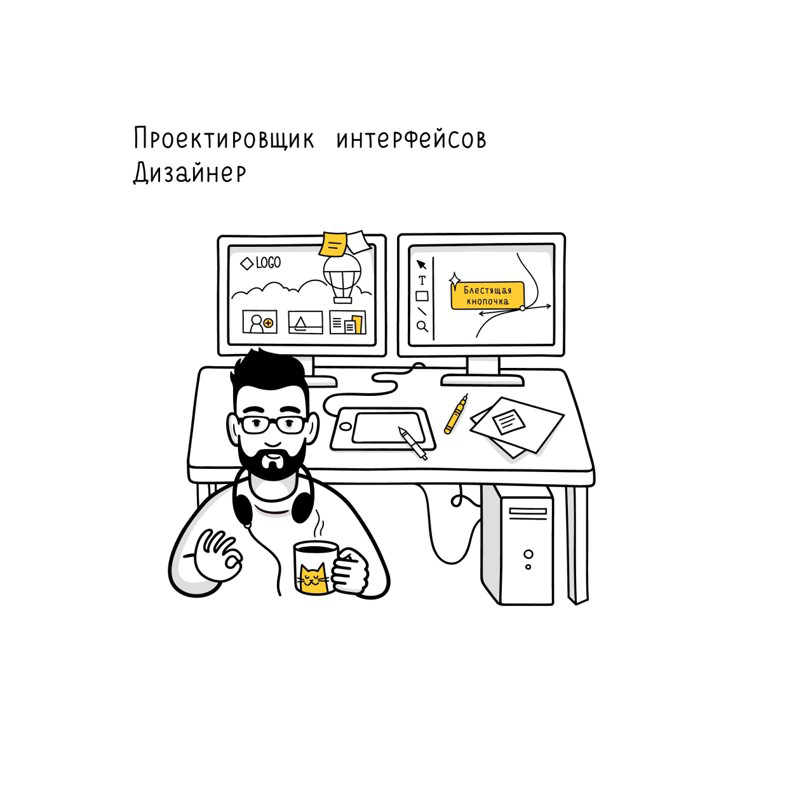 Проектировщик интерфейсов
Дизайнер
LOGO
T
Блестящая
кнопочка